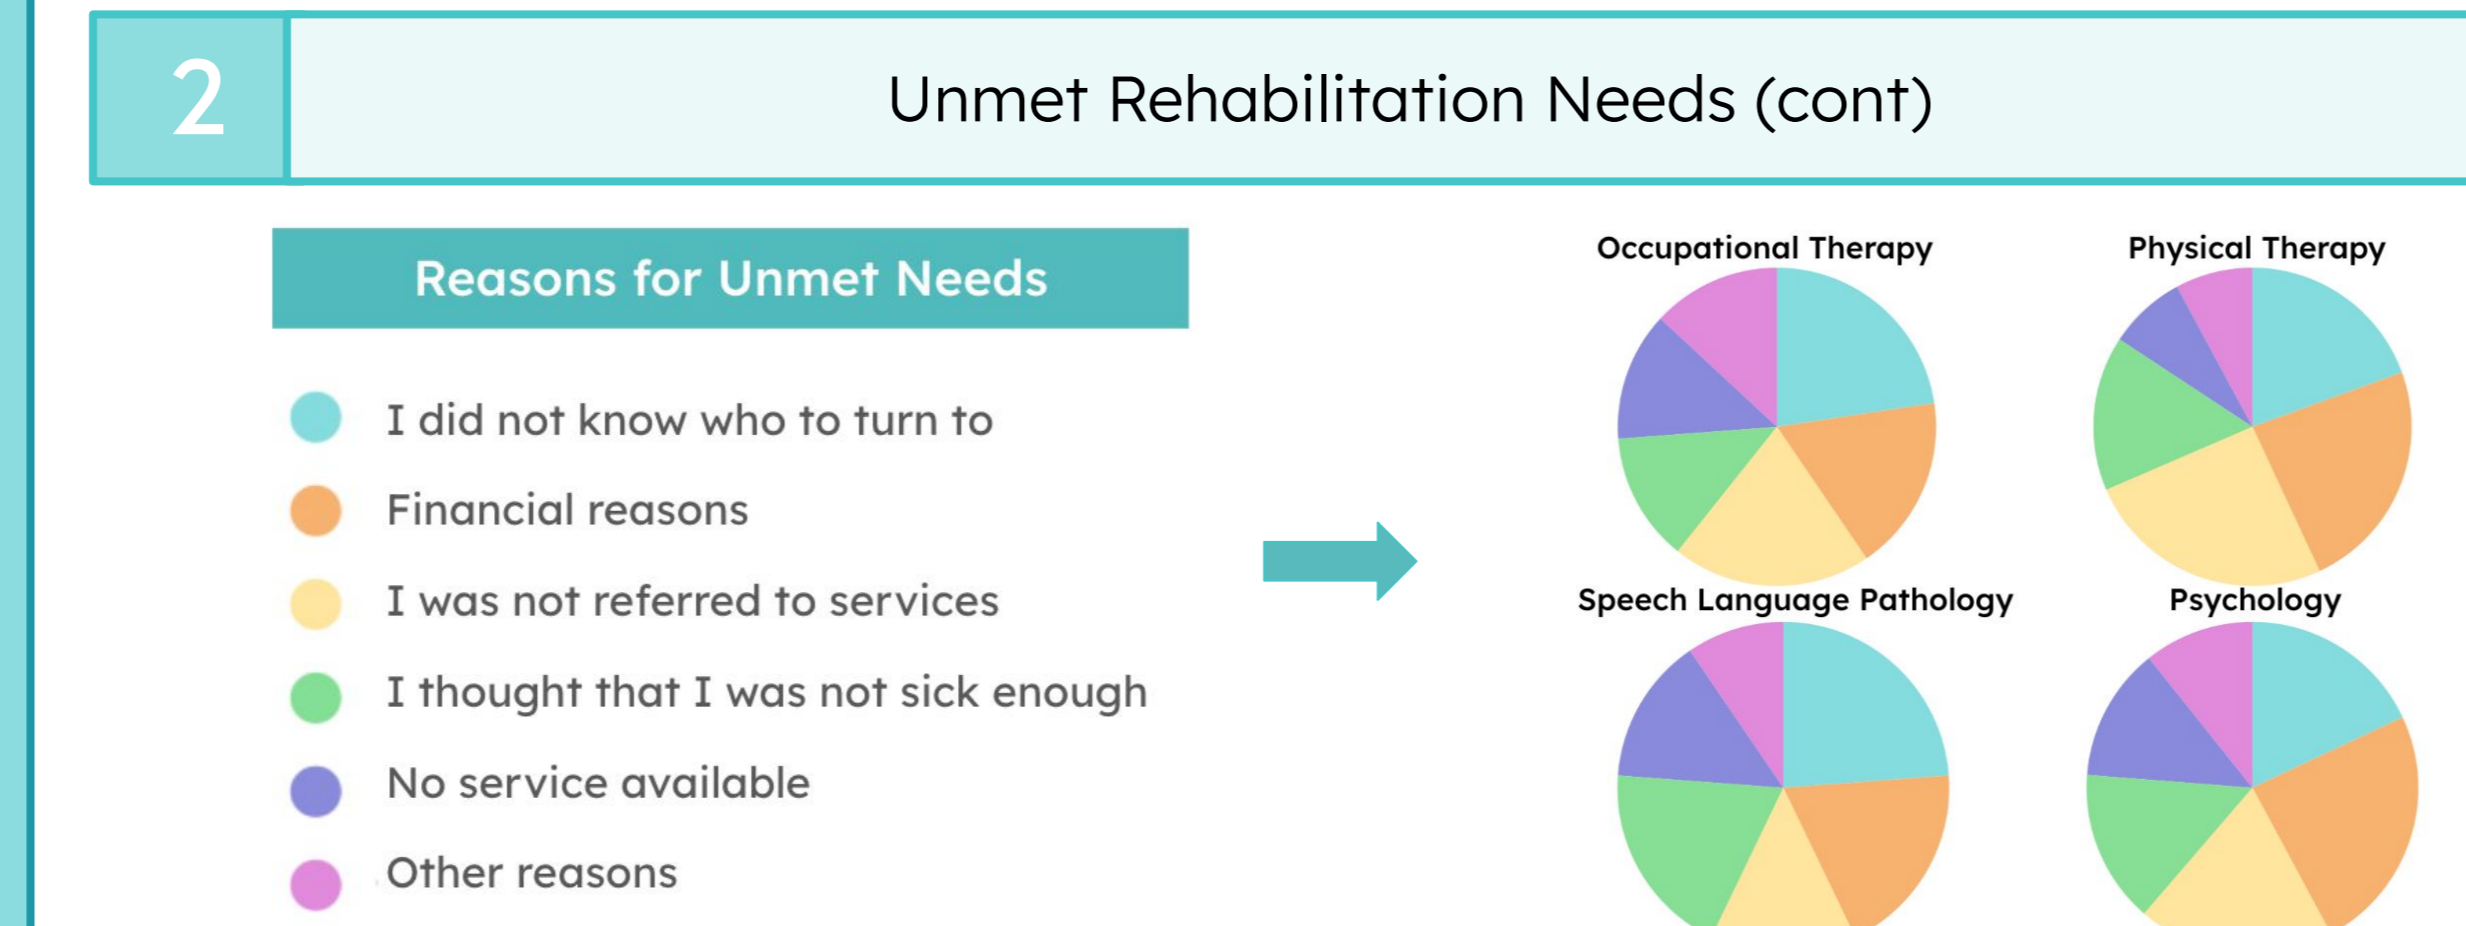 2
Unmet Rehabilitation Needs (cont)
Reasons for Unmet Needs
I did not know who to turn to
Financial reasons
I was not referred to services
I thought that I was not sick enough
No service available
Other reasons
Occupational Therapy
Physical Therapy
Speech Language Pathology
Psychology